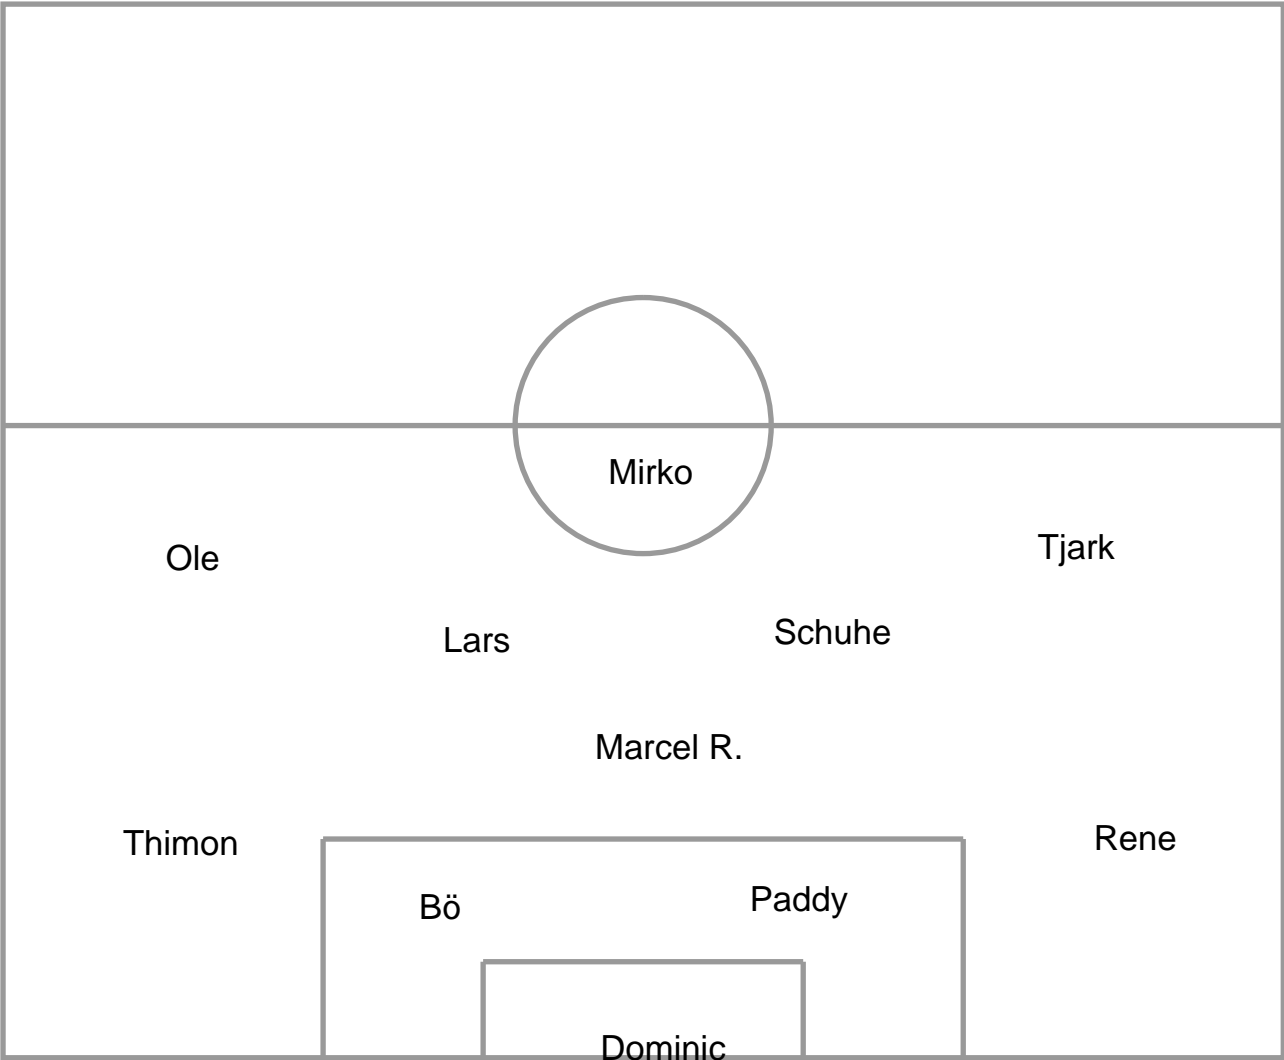 Mirko
Ole
Tjark
Lars
Schuhe
Marcel R.
Thimon
Rene
Bö
Paddy
Dominic